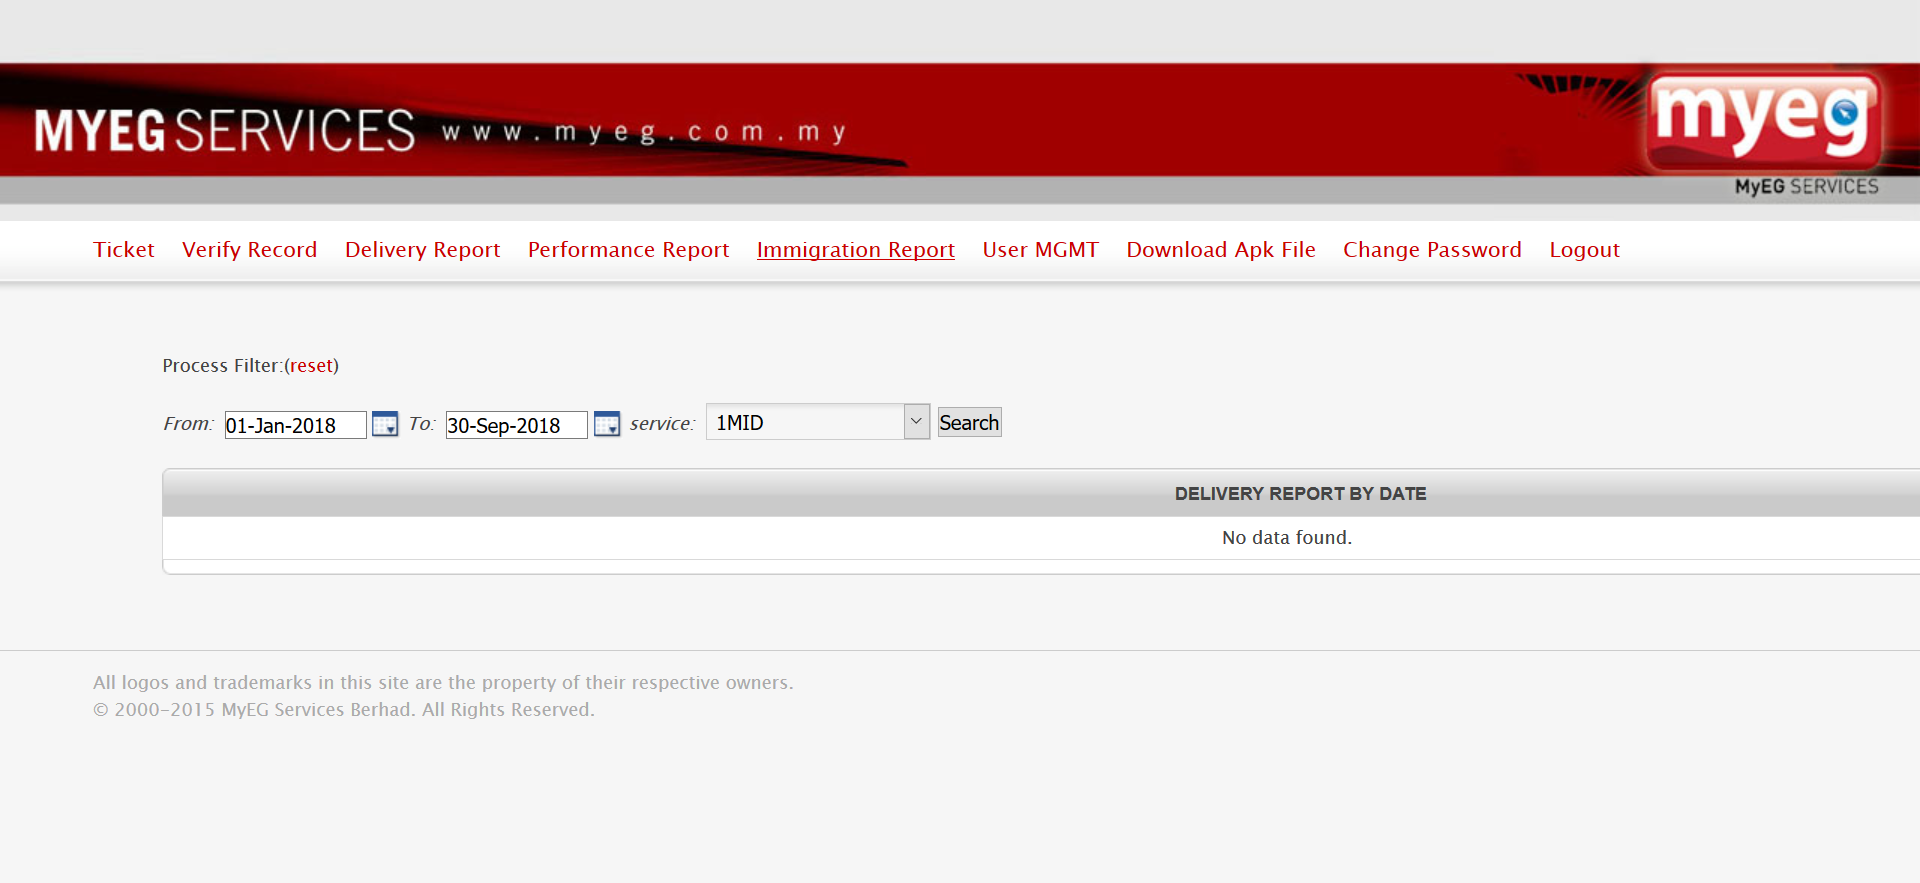 MYEG SERVICES www.myeg.com.my
myeg
MyEG SERVICES
Ticket Verify Record Delivery Report Performance Report Immigration Report User MGMT Download Apk File Change Password Logout
Process Filter:(reset)
From: 01-Jan-2018 To: 30-Sep-2018 service: 1MID Search
DELIVERY REPORT BY DATE
No data found.
All logos and trademarks in this site are the property of their respective owners.
© 2000-2015 MyEG Services Berhad. All Rights Reserved.